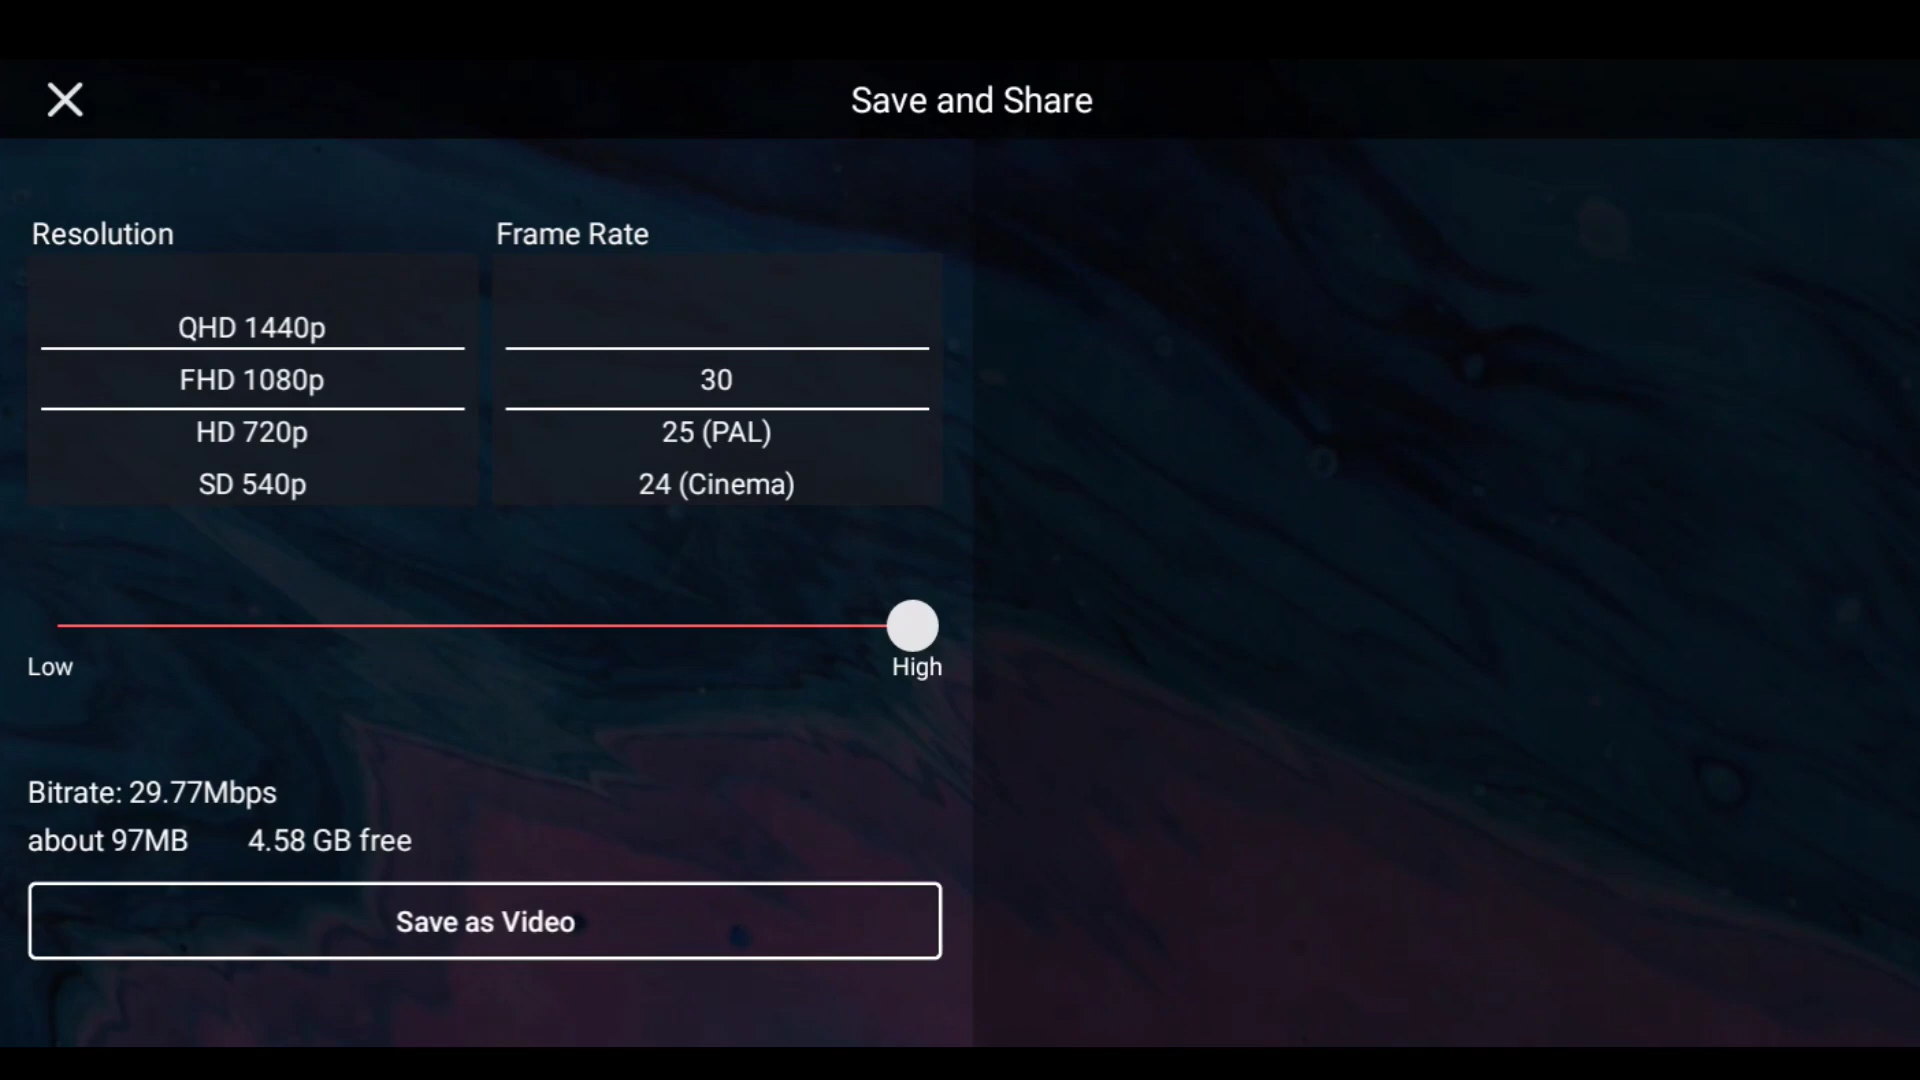 Save and Share
Resolution
QHD 1440p
FHD 1080p
HD 720p
SD 540p
Frame Rate
30
25 (PAL)
24 (Cinema)
Low
High
Bitrate: 29.77Mbps
about 97MB 4.58 GB free
Save as Video